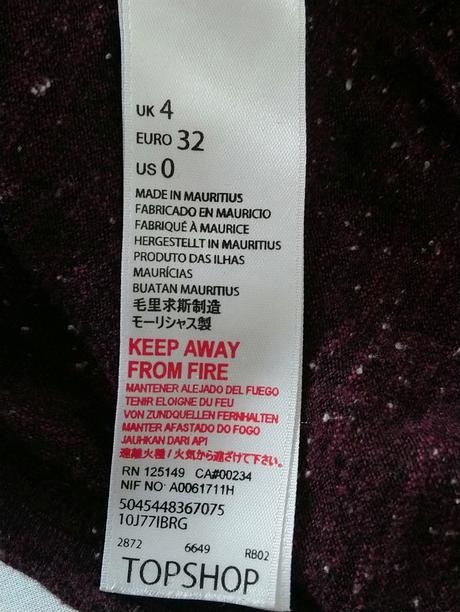 UK 4
EURO 32
US 0
MADE IN MAURITIUS
FABRICADO EN MAURICIO
FABRIQUÉ À MAURICE
HERGESTELLT IN MAURITIUS
PRODUTO DAS ILHAS
MAURÍCIAS
BUATAN MAURITIUS
毛里求斯制造
モーリシャス製
KEEP AWAY
FROM FIRE
MANTENER ALEJADO DEL FUEGO
TENIR ELOIGNE DU FEU
VON ZUNDQUELLEN FERNHALTEN
MANTER AFASTADO DO FOGO
JAUHKAN DARI API
遠離火種 / 火気から遠ざけて下さい。
RN 125149 CA#00234
NIF NO: A0061711H
5045448367075
10J77IBRG
2872 6649 RB02
TOPSHOP